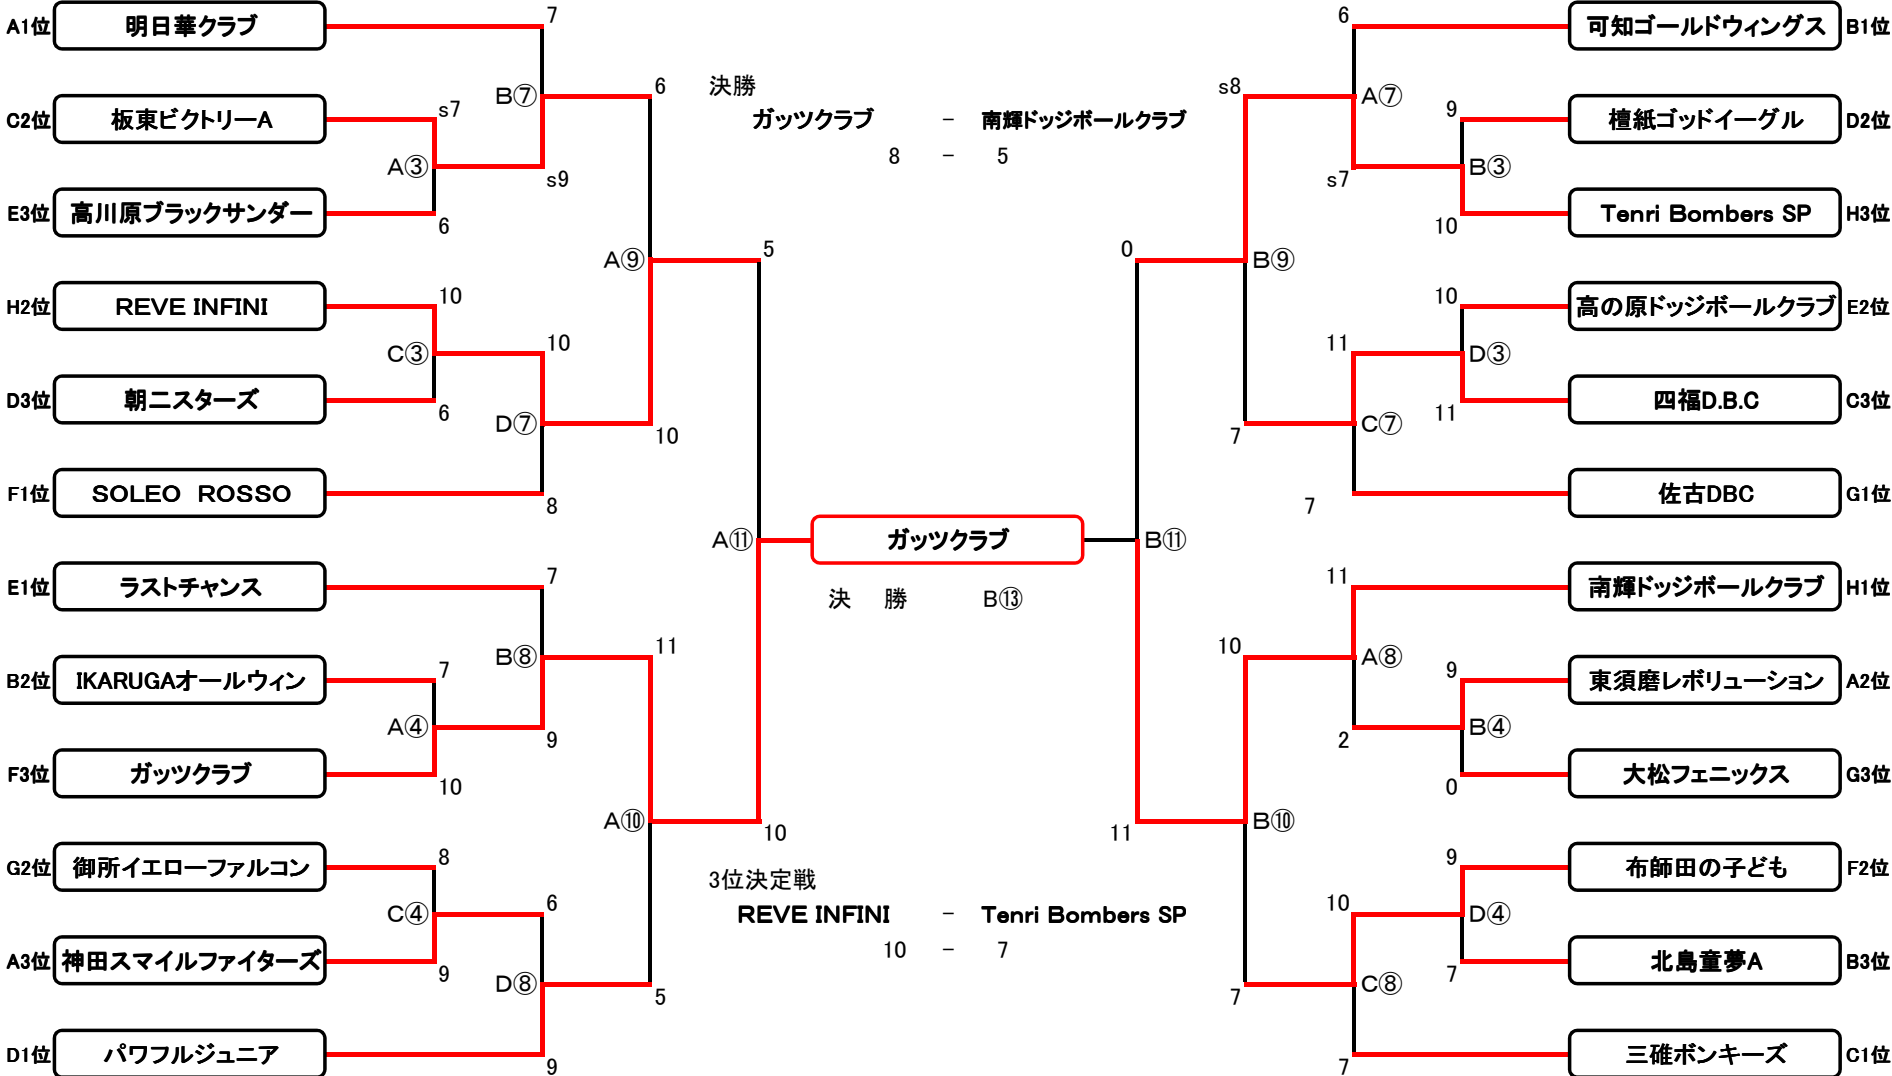 A1位 明日華クラブ 7
6 可知ゴールドウィングス B1位
B⑦ 6 決勝 s8 A⑦
C2位 板東ビクトリーA s7
ガッツクラブ - 南輝ドッジボールクラブ
9 檀紙ゴッドイーグル D2位
8 - 5
A③ s9 s7 B③
E3位 高川原ブラックサンダー 6
10 Tenri Bombers SP H3位
A⑨ 5 0 B⑨
H2位 REVE INFINI 10
10 高の原ドッジボールクラブ E2位
C③ 10 11 D③
D3位 朝ニスターズ 6
11 四福D.B.C C3位
D⑦ 10 7 C⑦
F1位 SOLEO ROSSO 8
7 佐古DBC G1位
A⑪ ガッツクラブ B⑪
E1位 ラストチャンス 7
決 勝 B⑬
11 南輝ドッジボールクラブ H1位
B⑧ 11 10 A⑧
B2位 IKARUGAオールウィン 7
9 東須磨レボリューション A2位
A④ 9 2 B④
F3位 ガッツクラブ 10
0 大松フェニックス G3位
A⑩ 10 11 B⑩
G2位 御所イエローファルコン 8
3位決定戦
9 布師田の子ども F2位
C④ 6
REVE INFINI - Tenri Bombers SP
10 D④
10 - 7
A3位 神田スマイルファイターズ 9
7 北島童夢A B3位
D⑧ 5 7 C⑧
D1位 パワフルジュニア 9
7 三碓ボンキーズ C1位